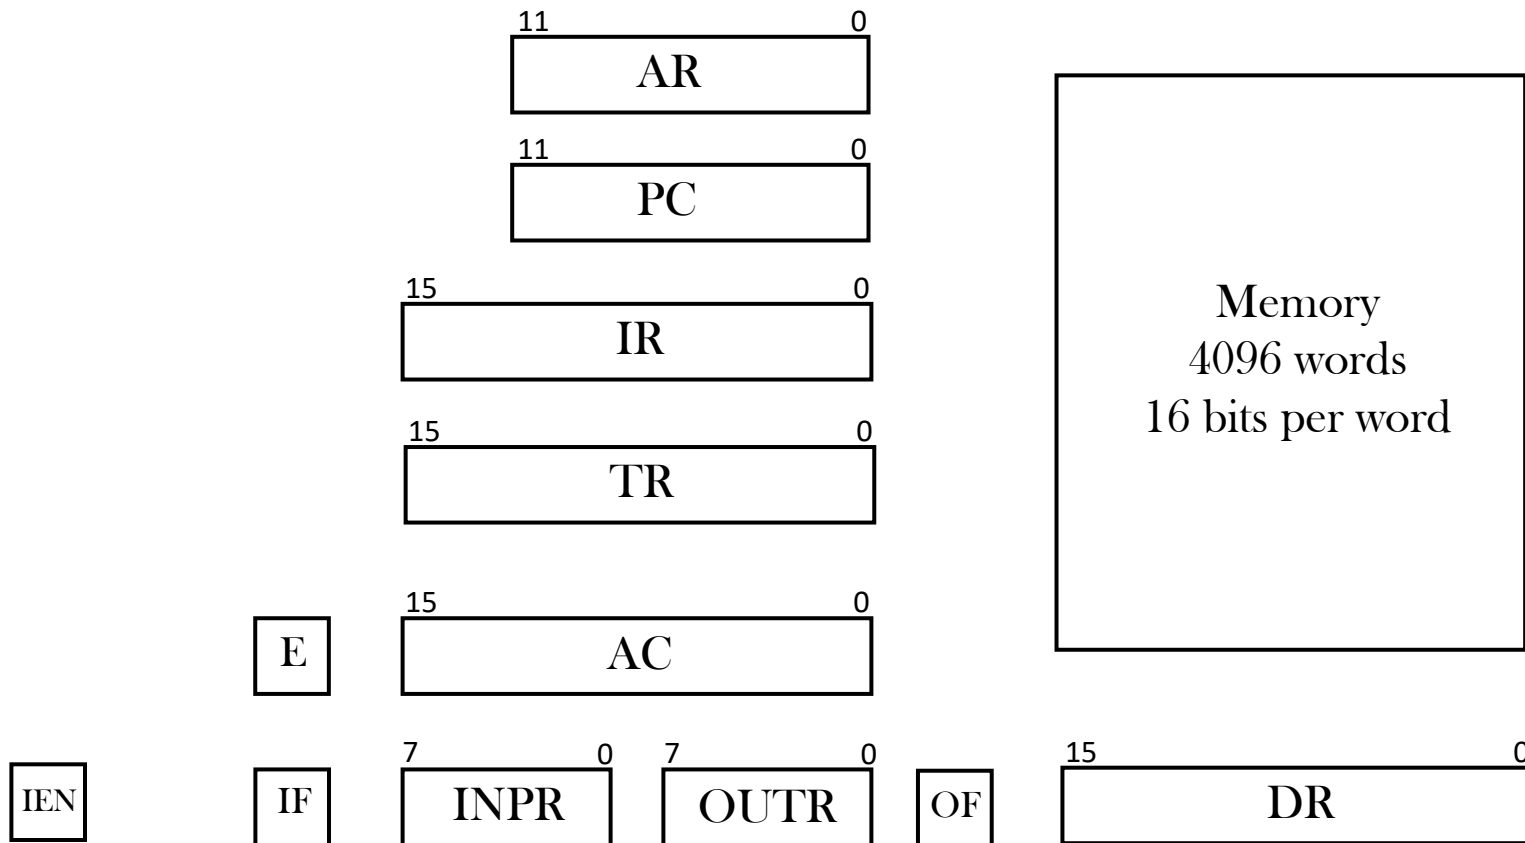 11 0
AR
11 0
PC
15 0
IR
15 0
TR
Memory
4096 words
16 bits per word
15 0
E AC
7 0 7 0 15 0
IEN IF INPR OUTR OF DR